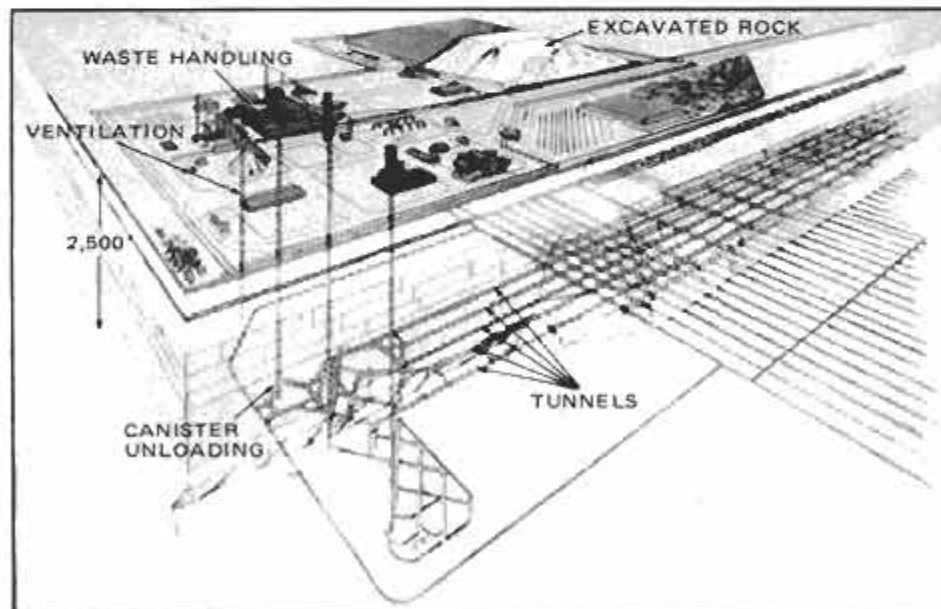 EXCAVATED ROCK
WASTE HANDLING
VENTILATION
2,500'
TUNNELS
CANISTER
UNLOADING